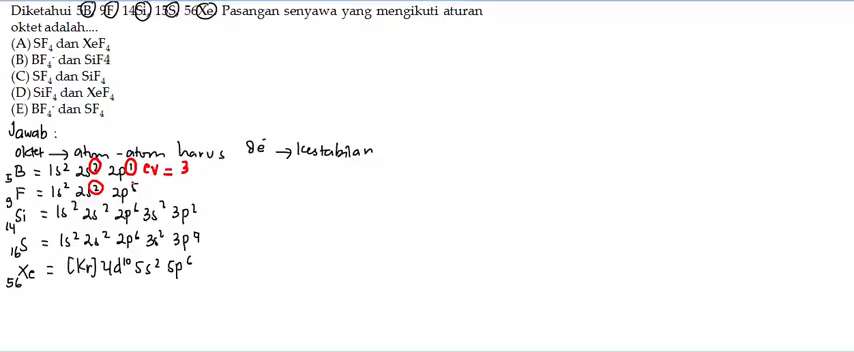 Diketahui 5B, 9F, 14Si, 15S, 56Xe. Pasangan senyawa yang mengikuti aturan
oktet adalah....
(A) SF₄ dan XeF₄
(B) BF₄⁻ dan SiF4
(C) SF₄ dan SiF₄
(D) SiF₄ dan XeF₄
(E) BF₄⁻ dan SF₄
Jawab :
oktet → atom - atom harus 8e⁻ → kestabilan
₅B = 1s² 2s² 2p¹ ev = 3
₉F = 1s² 2s² 2p⁵
₁₄Si = 1s² 2s² 2p⁶ 3s² 3p²
₁₆S = 1s² 2s² 2p⁶ 3s² 3p⁴
₅₆Xe = [Kr] 4d¹⁰ 5s² 5p⁶